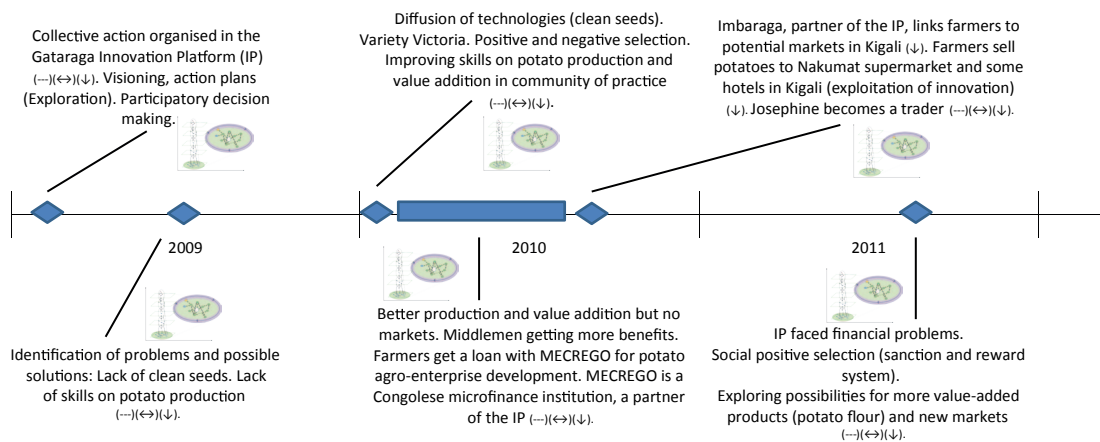 Collective action organised in the
Gataraga Innovation Platform (IP)
(---)(↔)(↓). Visioning, action plans
(Exploration). Participatory decision
making.
Diffusion of technologies (clean seeds).
Variety Victoria. Positive and negative selection.
Improving skills on potato production and
value addition in community of practice
(---)(↔)(↓).
Imbaraga, partner of the IP, links farmers to
potential markets in Kigali (↓). Farmers sell
potatoes to Nakumat supermarket and some
hotels in Kigali (exploitation of innovation)
(↓). Josephine becomes a trader (---)(↔)(↓).
2009
2010
2011
Identification of problems and possible
solutions: Lack of clean seeds. Lack
of skills on potato production
(---)(↔)(↓).
Better production and value addition but no
markets. Middlemen getting more benefits.
Farmers get a loan with MECREGO for potato
agro-enterprise development. MECREGO is a
Congolese microfinance institution, a partner
of the IP (---)(↔)(↓).
IP faced financial problems.
Social positive selection (sanction and reward
system).
Exploring possibilities for more value-added
products (potato flour) and new markets
(---)(↔)(↓).